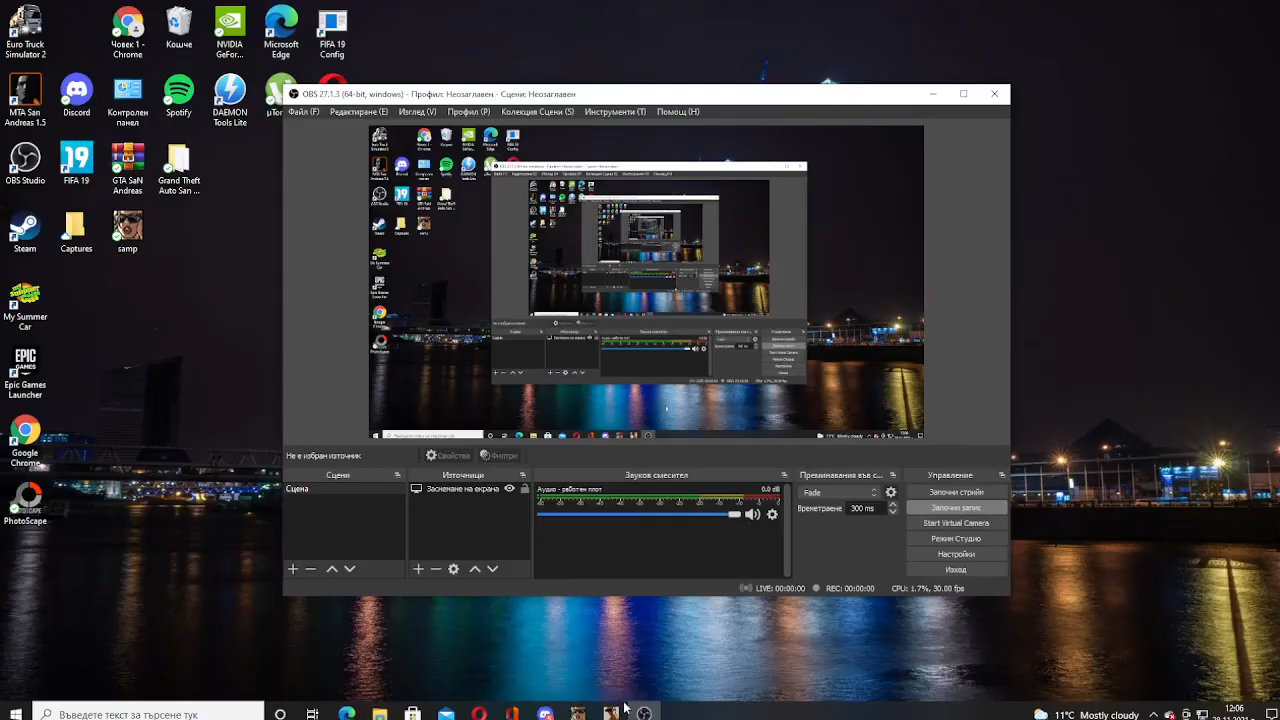 Euro Truck
Simulator 2
Човек 1 -
Chrome
Кошче
NVIDIA
GeFor...
Microsoft
Edge
FIFA 19
Config
MTA San
Andreas 1.5
Discord
Контролен
панел
Spotify
DAEMON
Tools Lite
OBS Studio
FIFA 19
GTA.SaN
Andreas
Grand Theft
Auto San ...
Steam
Captures
samp
My Summer
Car
Epic Games
Launcher
Google
Chrome
PhotoScape
OBS 27.1.3 (64-bit, windows) - Профил: Неозаглавен - Сцени: Неозаглавен
Файл (F) Редактиране (E) Изглед (V) Профил (P) Колекция Сцени (S) Инструменти (T) Помощ (H)
Не е избран източник
Свойства Филтри
Сцени Източници Звуков смесител Преминавания във с... Управление
Сцена
Заснемане на екрана
Аудио - работен плот 0.0 dB
Fade
Времетраене 300 ms
Започни стрийм
Започни запис
Start Virtual Camera
Режим Студио
Настройки
Изход
LIVE: 00:00:00 REC: 00:00:00 CPU: 1.7%, 30.00 fps
Въведете текст за търсене тук
11°C Mostly cloudy
12:06
28.11.2021